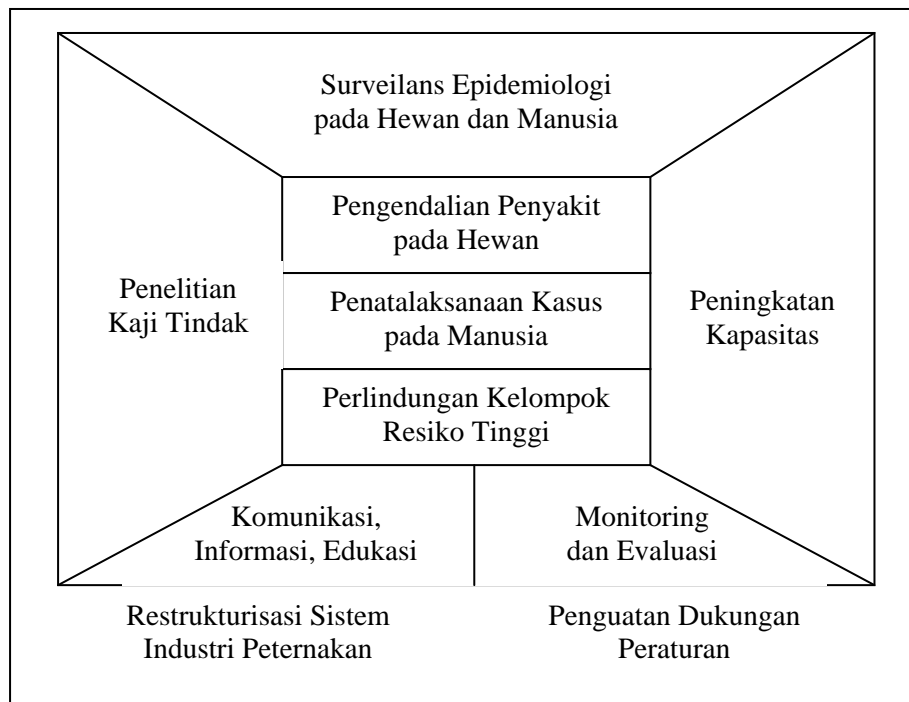 Surveilans Epidemiologi
pada Hewan dan Manusia
Pengendalian Penyakit
pada Hewan
Penelitian
Kaji Tindak
Penatalaksanaan Kasus
pada Manusia
Peningkatan
Kapasitas
Perlindungan Kelompok
Resiko Tinggi
Komunikasi,
Informasi, Edukasi
Monitoring
dan Evaluasi
Restrukturisasi Sistem
Industri Peternakan
Penguatan Dukungan
Peraturan